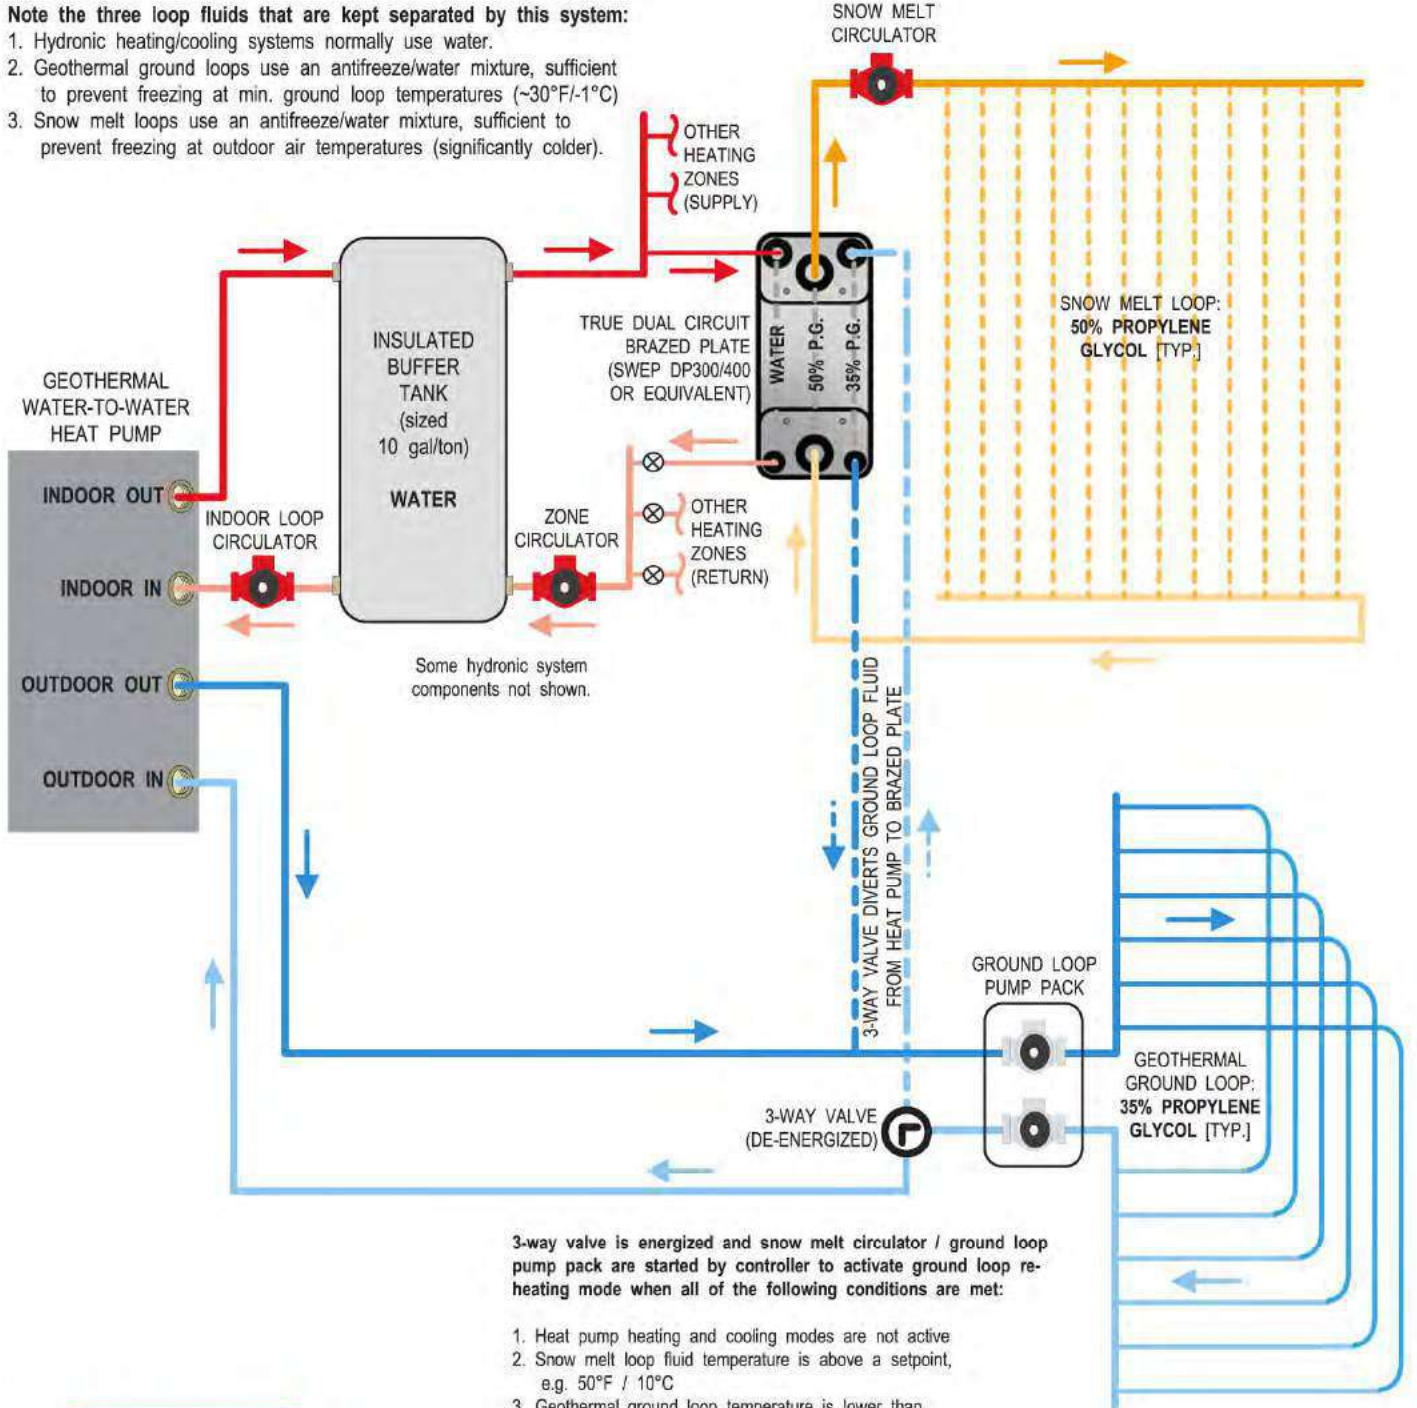 Note the three loop fluids that are kept separated by this system:
1. Hydronic heating/cooling systems normally use water.
2. Geothermal ground loops use an antifreeze/water mixture, sufficient
to prevent freezing at min. ground loop temperatures (~30°F/-1°C)
3. Snow melt loops use an antifreeze/water mixture, sufficient to
prevent freezing at outdoor air temperatures (significantly colder).
SNOW MELT
CIRCULATOR
OTHER
HEATING
ZONES
(SUPPLY)
SNOW MELT LOOP:
50% PROPYLENE
GLYCOL [TYP.]
TRUE DUAL CIRCUIT
BRAZED PLATE
(SWEP DP300/400
OR EQUIVALENT)
WATER
50% P.G.
35% P.G.
INSULATED
BUFFER
TANK
(sized
10 gal/ton)
WATER
GEOTHERMAL
WATER-TO-WATER
HEAT PUMP
INDOOR OUT
INDOOR IN
OUTDOOR OUT
OUTDOOR IN
INDOOR LOOP
CIRCULATOR
ZONE
CIRCULATOR
OTHER
HEATING
ZONES
(RETURN)
Some hydronic system
components not shown.
3-WAY VALVE DIVERTS GROUND LOOP FLUID
FROM HEAT PUMP TO BRAZED PLATE
GROUND LOOP
PUMP PACK
GEOTHERMAL
GROUND LOOP:
35% PROPYLENE
GLYCOL [TYP.]
3-WAY VALVE
(DE-ENERGIZED)
3-way valve is energized and snow melt circulator / ground loop
pump pack are started by controller to activate ground loop re-
heating mode when all of the following conditions are met:
1. Heat pump heating and cooling modes are not active
2. Snow melt loop fluid temperature is above a setpoint,
e.g. 50°F / 10°C
3. Geothermal ground loop temperature is lower than